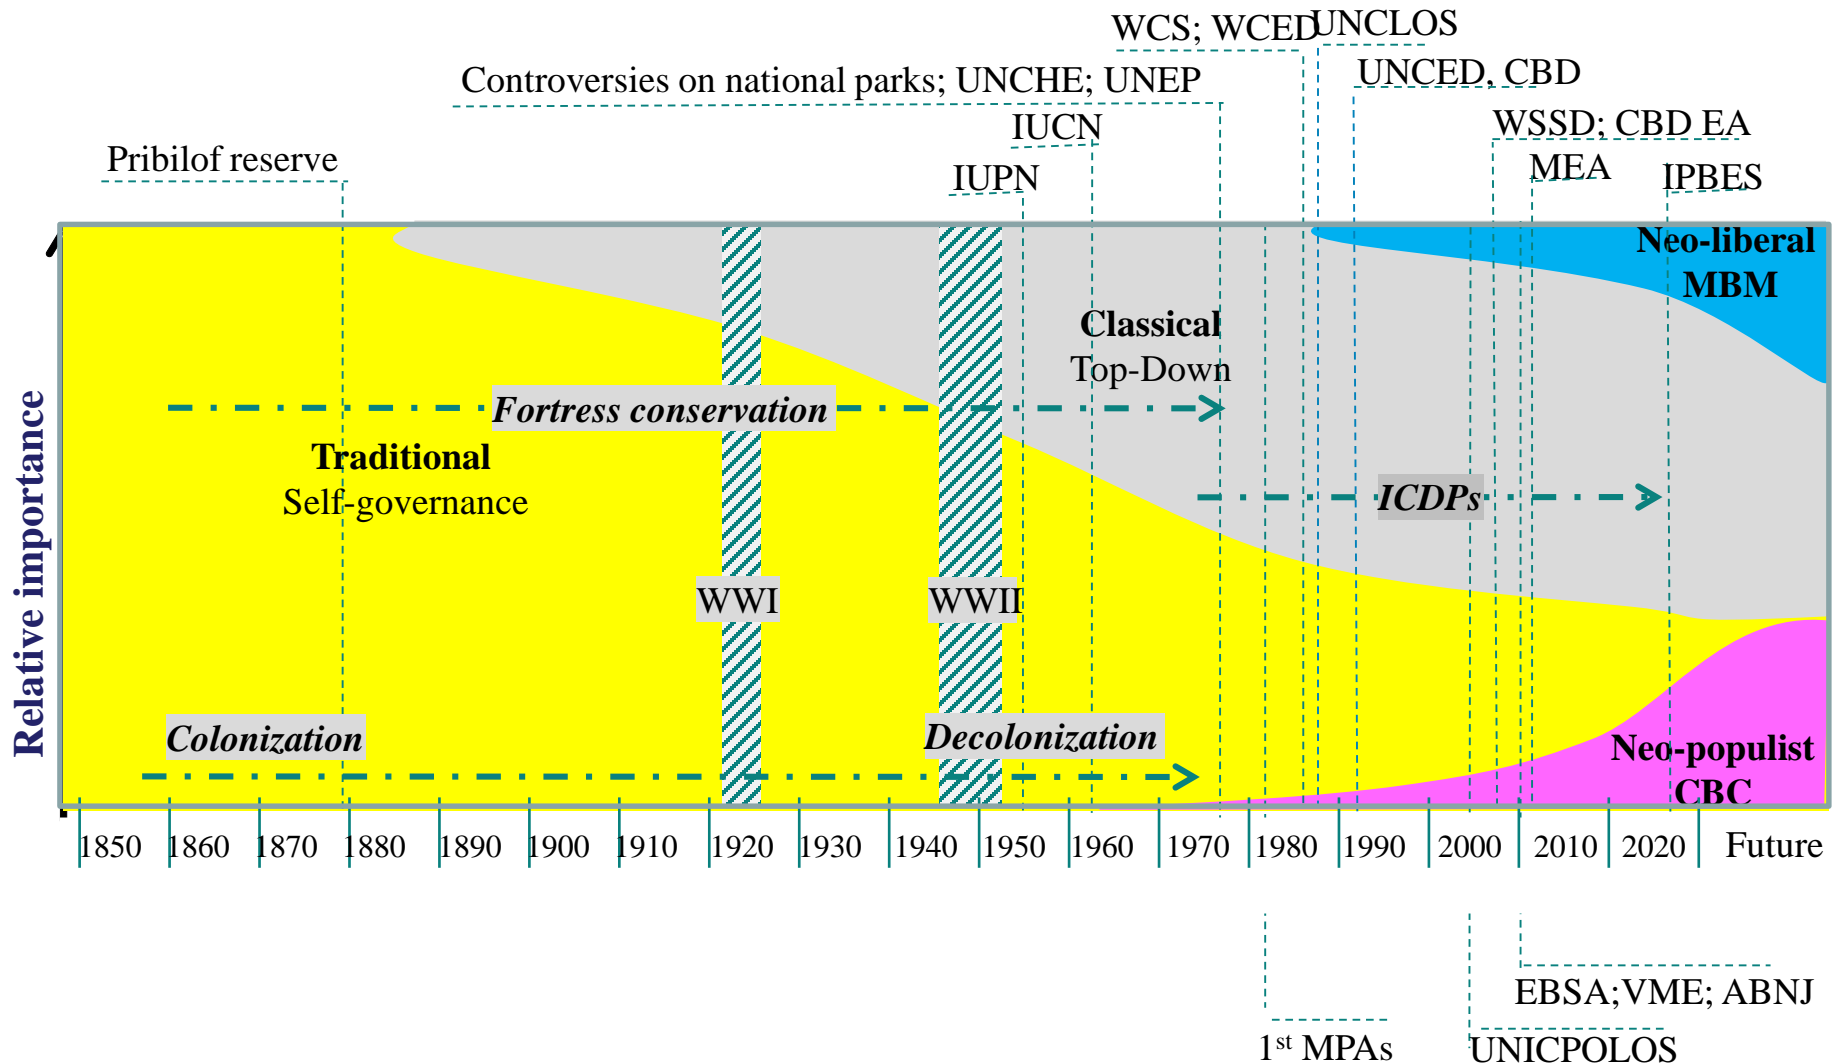 WCS; WCED
UNCLOS
Controversies on national parks; UNCHE; UNEP
UNCED, CBD
IUCN
WSSD; CBD EA
Pribilof reserve
IUPN
MEA
IPBES
Neo-liberal
MBM
Classical
Top-Down
Fortress conservation
Traditional
Self-governance
ICDPs
WWI
WWII
Relative importance
Colonization
Decolonization
Neo-populist
CBC
1850 1860 1870 1880 1890 1900 1910 1920 1930 1940 1950 1960 1970 1980 1990 2000 2010 2020 Future
EBSA;VME; ABNJ
1st MPAs
UNICPOLOS